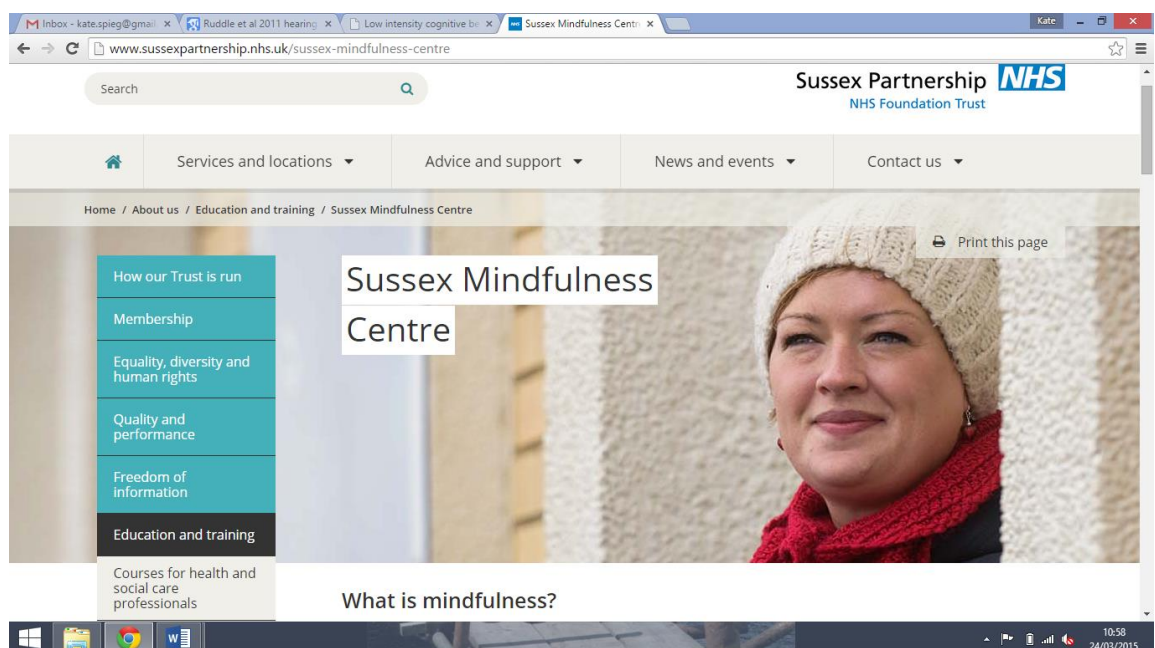 Inbox - kate.spieg@gmail
Ruddle et al 2011 hearing
Low intensity cognitive be
Sussex Mindfulness Centr
Kate
www.sussexpartnership.nhs.uk/sussex-mindfulness-centre
Search
Sussex Partnership NHS
NHS Foundation Trust
Services and locations
Advice and support
News and events
Contact us
Home / About us / Education and training / Sussex Mindfulness Centre
Print this page
How our Trust is run
Membership
Equality, diversity and
human rights
Quality and
performance
Freedom of
information
Education and training
Courses for health and
social care
professionals
Sussex Mindfulness
Centre
What is mindfulness?
10:58
24/03/2015